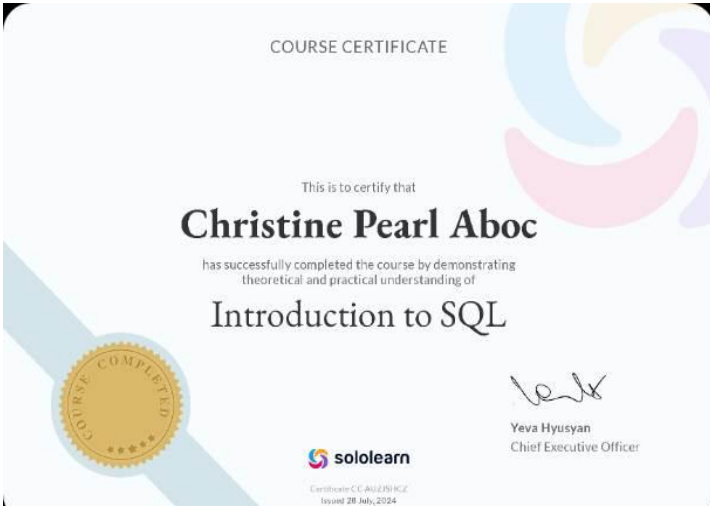 COURSE CERTIFICATE
This is to certify that
Christine Pearl Aboc
has successfully completed the course by demonstrating
theoretical and practical understanding of
Introduction to SQL
COURSE COMPLETED
Yeva Hyusyan
Chief Executive Officer
sololearn
Certificate
Issued 28 July, 2024